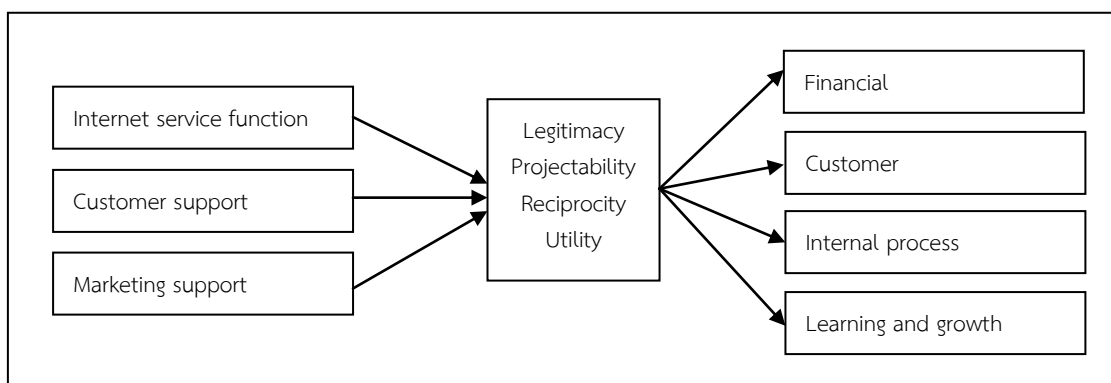 Internet service function
Customer support
Marketing support
Legitimacy
Projectability
Reciprocity
Utility
Financial
Customer
Internal process
Learning and growth